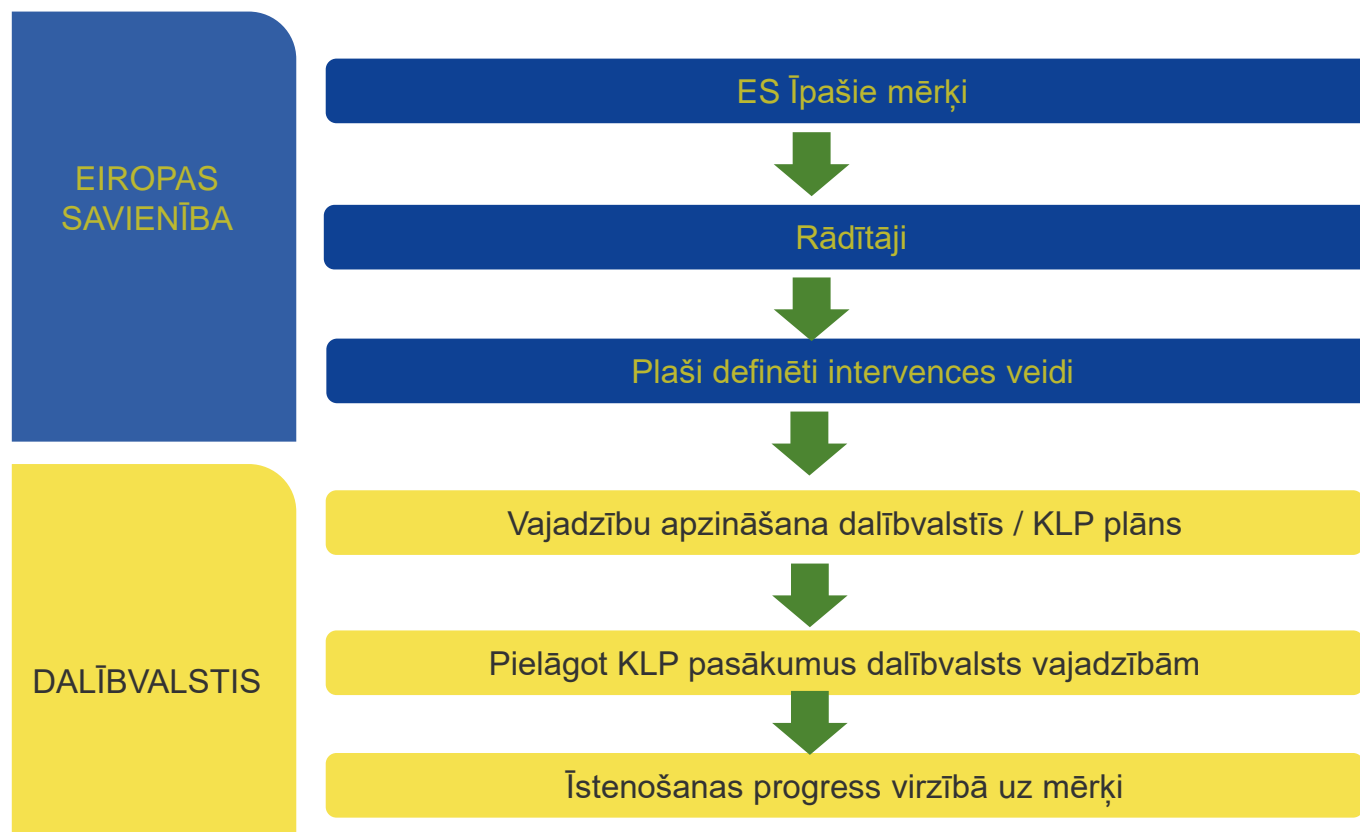 EIROPAS
SAVIENĪBA
ES Īpašie mērķi
Rādītāji
Plaši definēti intervences veidi
DALĪBVALSTIS
Vajadzību apzināšana dalībvalstīs / KLP plāns
Pielāgot KLP pasākumus dalībvalsts vajadzībām
Īstenošanas progress virzībā uz mērķi